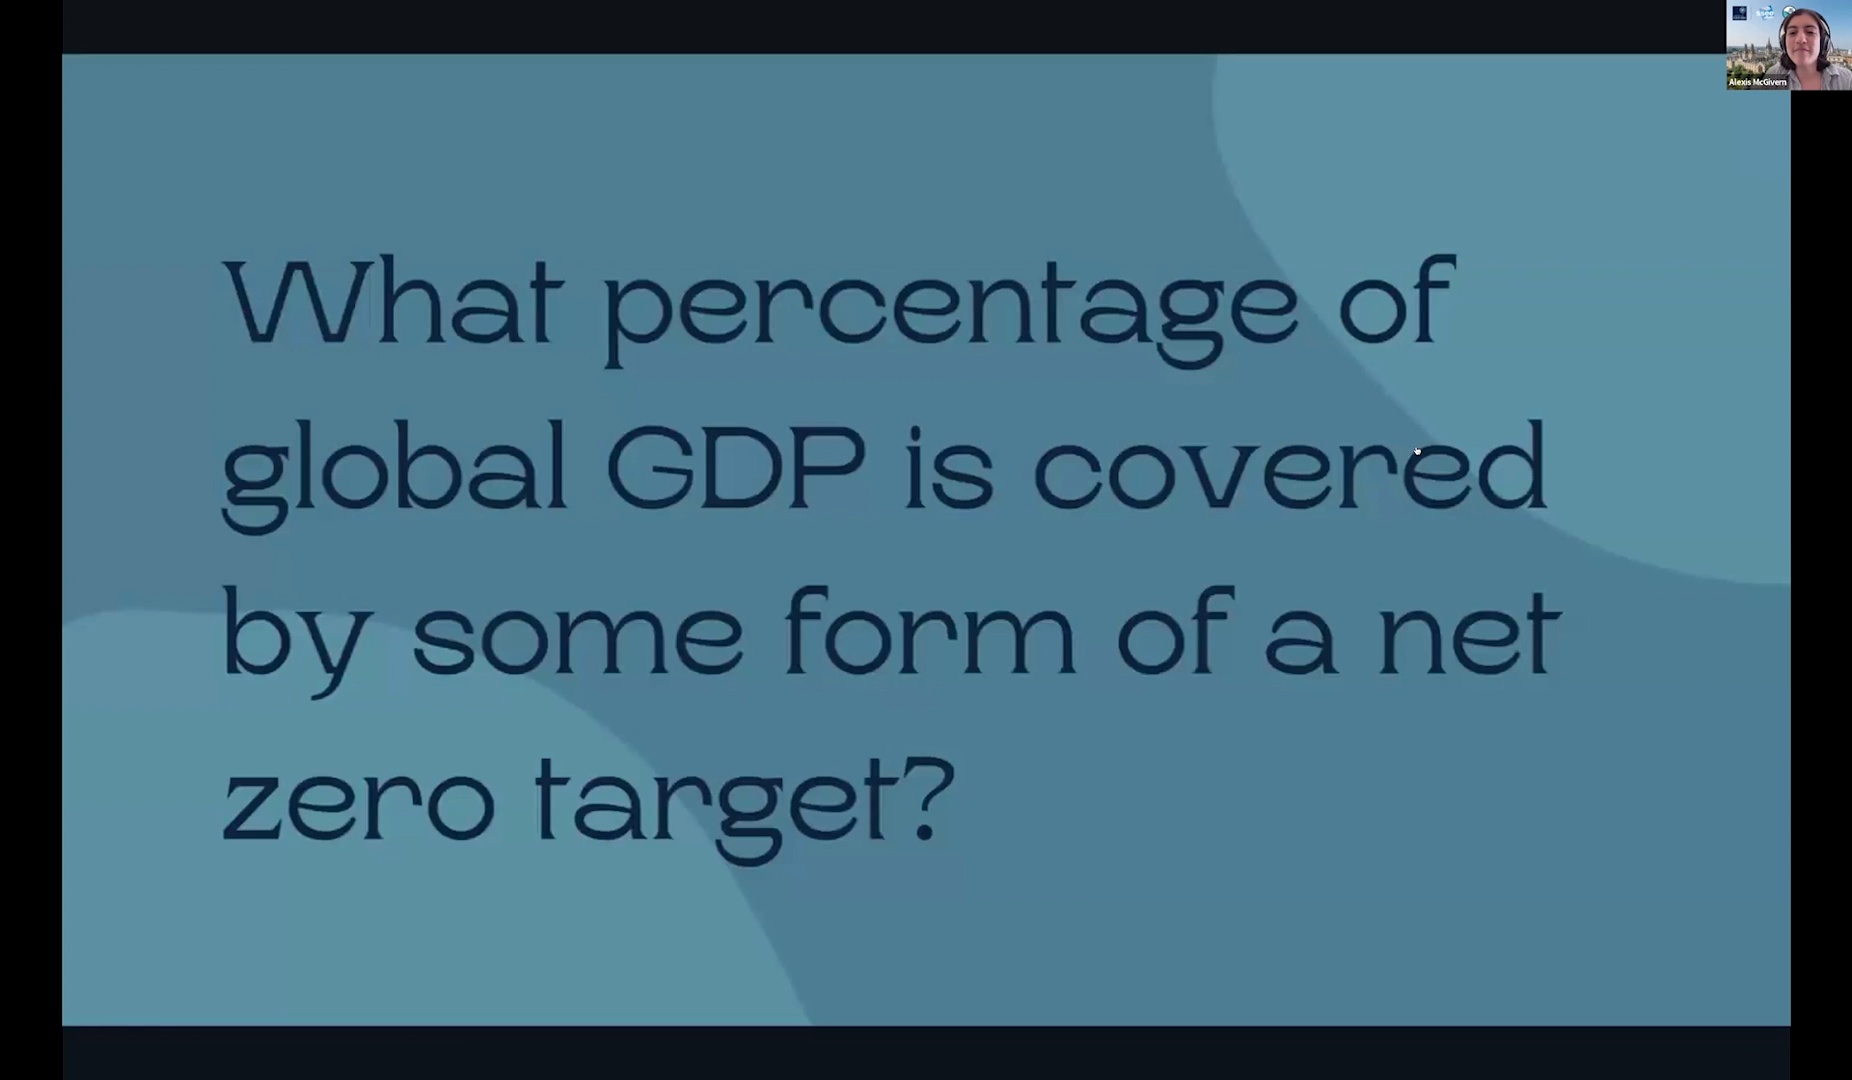 Alexis McGivern
What percentage of
global GDP is covered
by some form of a net
zero target?